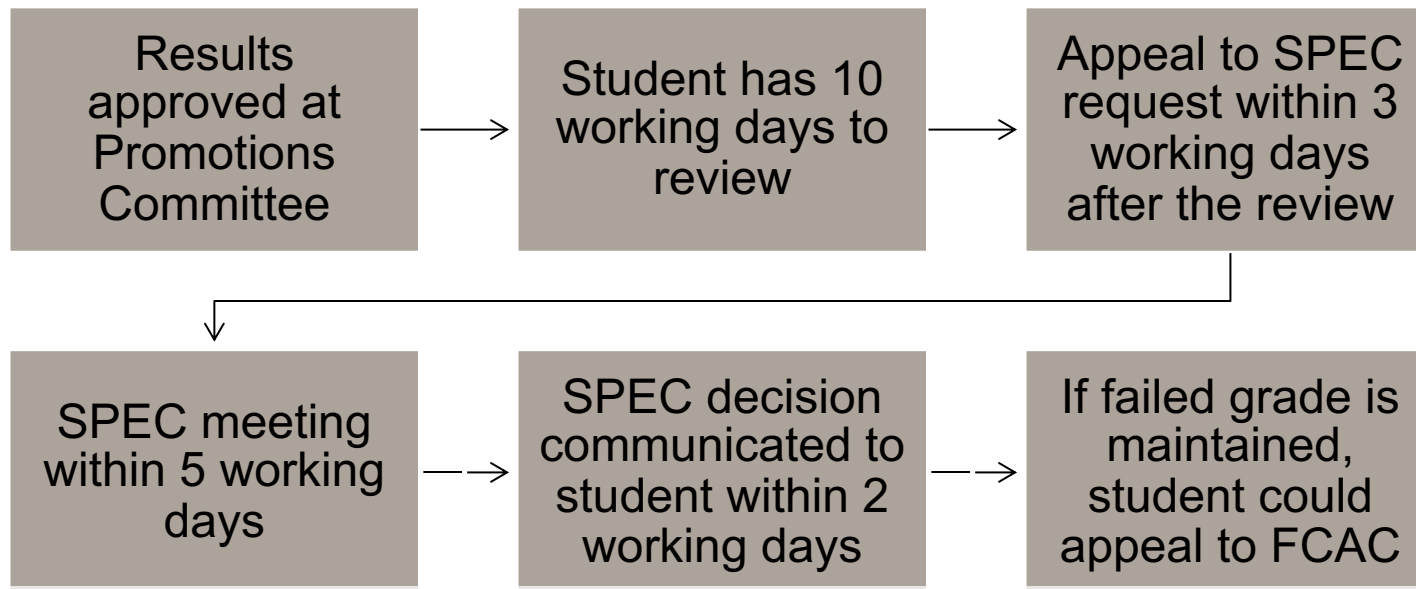 Results
approved at
Promotions
Committee
Student has 10
working days to
review
Appeal to SPEC
request within 3
working days
after the review
SPEC meeting
within 5 working
days
SPEC decision
communicated to
student within 2
working days
If failed grade is
maintained,
student could
appeal to FCAC